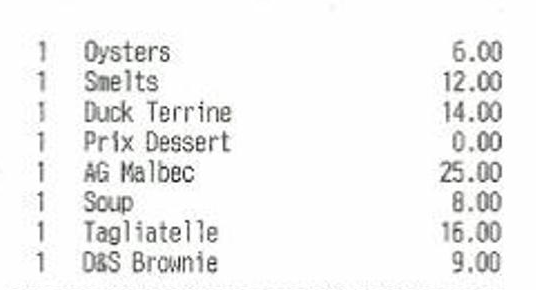 1 Oysters 6.00
1 Smelts 12.00
1 Duck Terrine 14.00
1 Prix Dessert 0.00
1 AG Malbec 25.00
1 Soup 8.00
1 Tagliatelle 16.00
1 D&S Brownie 9.00